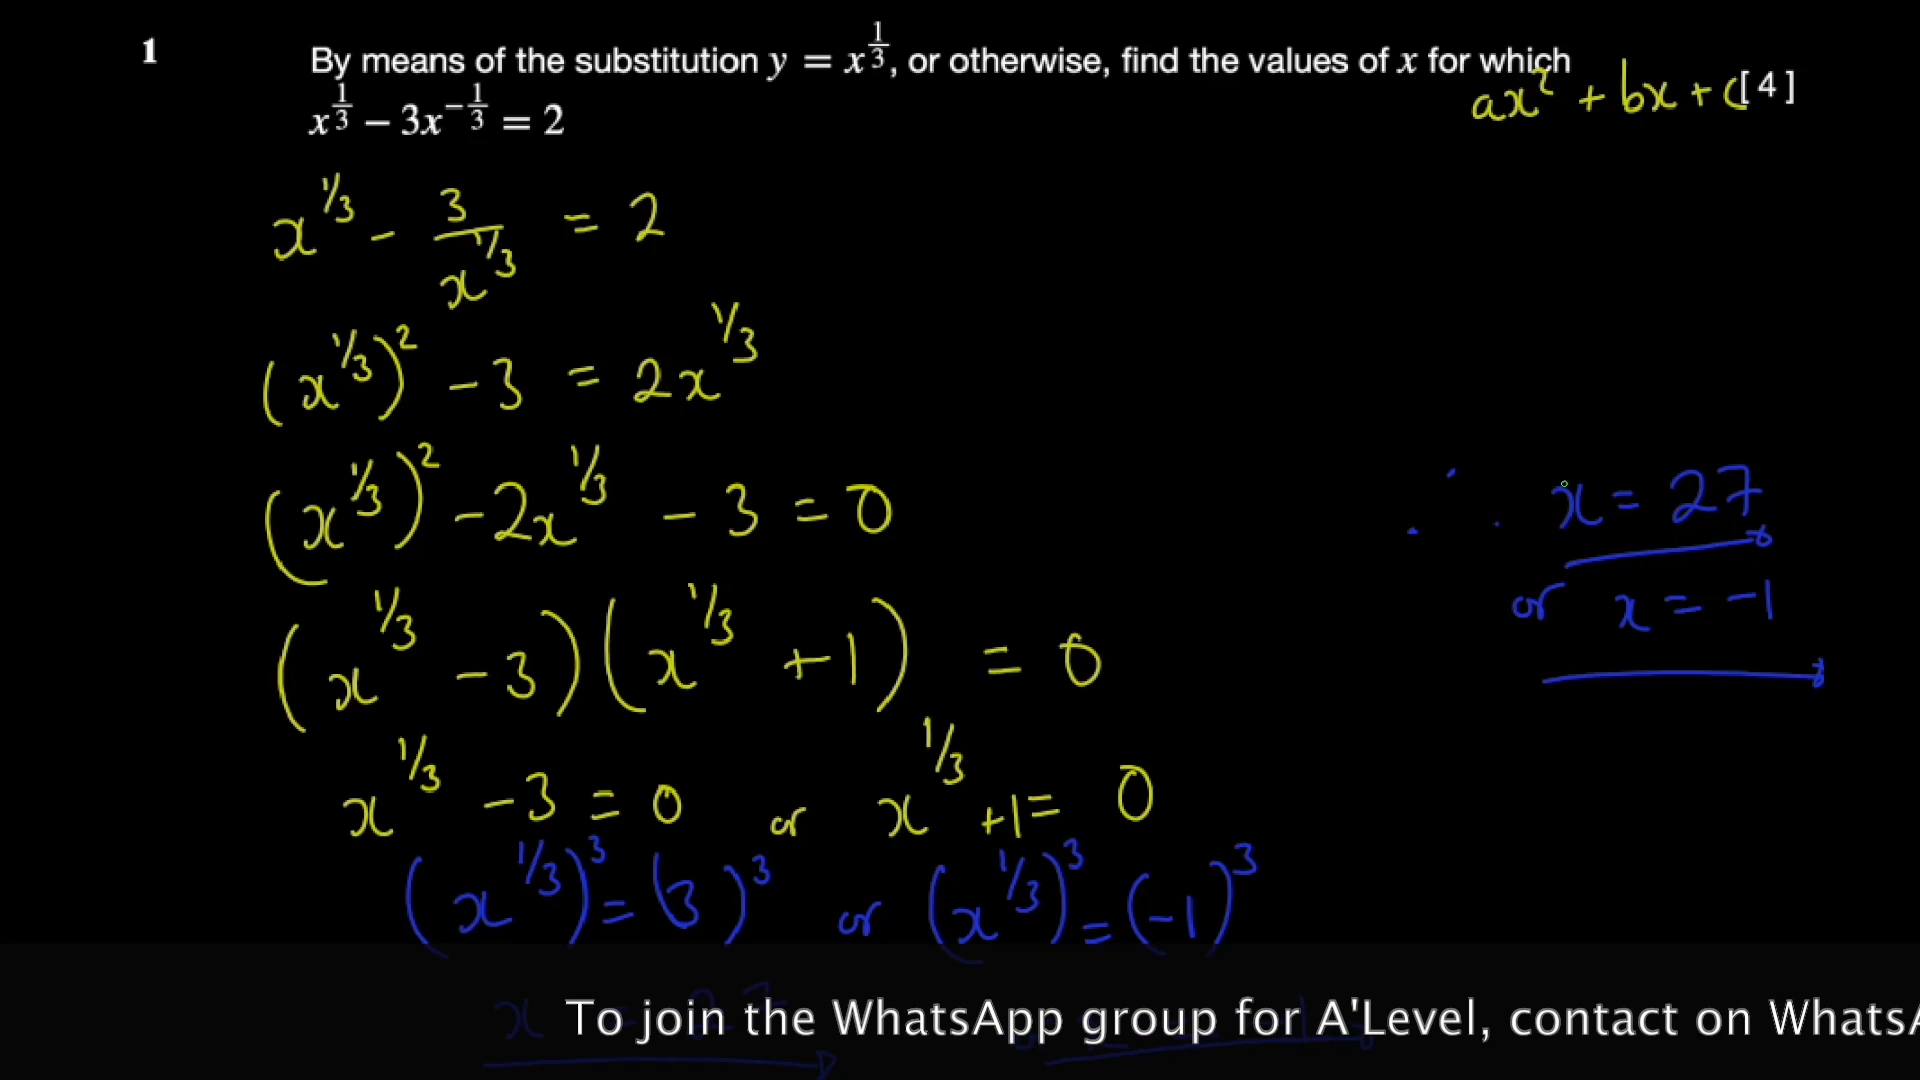 1 By means of the substitution y = x^{1/3}, or otherwise, find the values of x for which
x^{1/3} − 3x^{−1/3} = 2 [4]
ax² + bx + c
x^{1/3} - 3/x^{1/3} = 2
(x^{1/3})² - 3 = 2x^{1/3}
(x^{1/3})² - 2x^{1/3} - 3 = 0
(x^{1/3} - 3)(x^{1/3} + 1) = 0
x^{1/3} - 3 = 0 or x^{1/3} + 1 = 0
(x^{1/3})³ = (3)³ or (x^{1/3})³ = (-1)³
∴ x = 27
or x = -1
To join the WhatsApp group for A'Level, contact on WhatsA